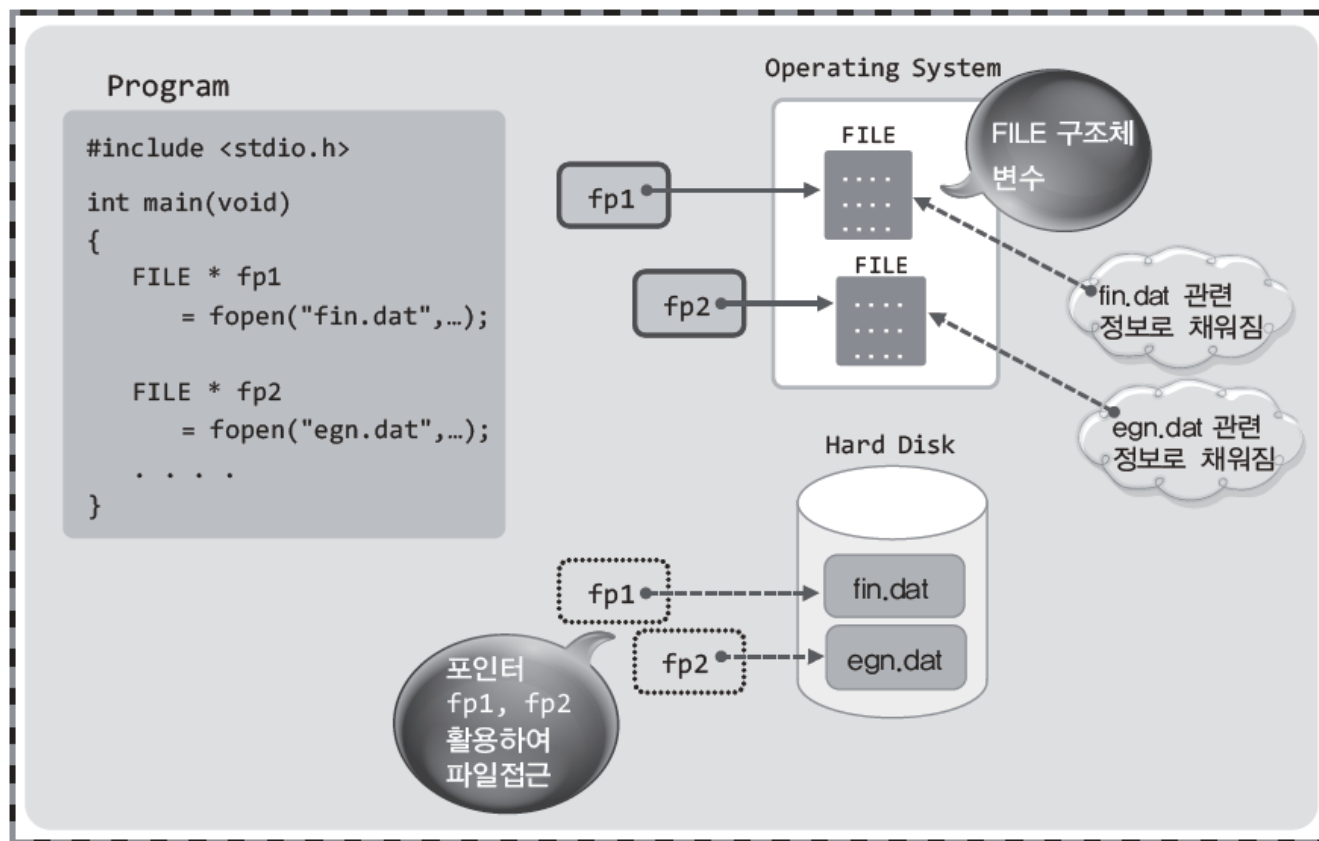 Program
#include <stdio.h>
int main(void)
{
FILE * fp1
= fopen("fin.dat",…);
FILE * fp2
= fopen("egn.dat",…);
. . . .
}
Operating System
FILE
. . . .
. . . .
. . . .
FILE 구조체
변수
fp1
FILE
. . . .
. . . .
. . . .
fp2
fin.dat 관련
정보로 채워짐
egn.dat 관련
정보로 채워짐
Hard Disk
fp1
fin.dat
fp2
egn.dat
포인터
fp1, fp2
활용하여
파일접근